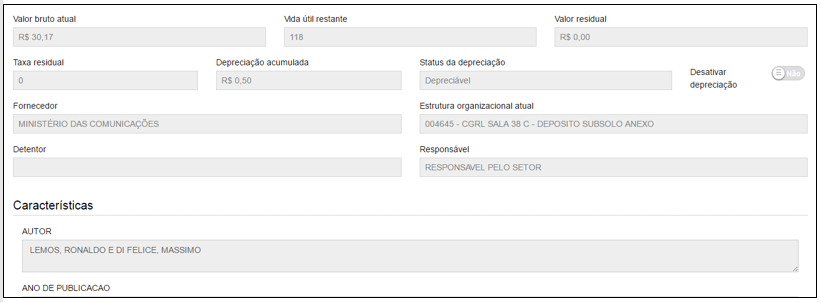 Valor bruto atual Vida útil restante Valor residual
R$ 30,17 118 R$ 0,00
Taxa residual Depreciação acumulada Status da depreciação
0 R$ 0,50 Depreciável Desativar depreciação Não
Fornecedor Estrutura organizacional atual
MINISTÉRIO DAS COMUNICAÇÕES 004645 - CGRL SALA 38 C - DEPOSITO SUBSOLO ANEXO
Detentor Responsável
RESPONSAVEL PELO SETOR
Características
AUTOR
LEMOS, RONALDO E DI FELICE, MASSIMO
ANO DE PUBLICACAO